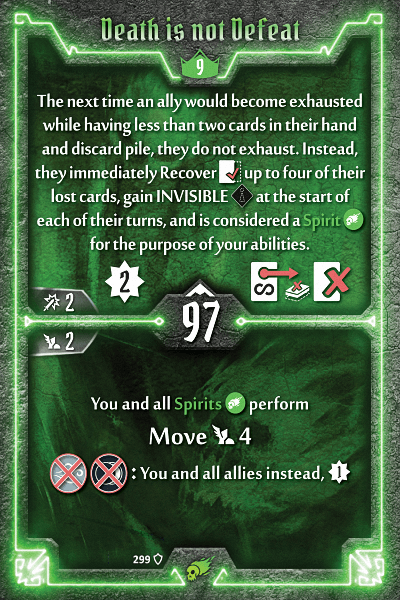 Death is not Defeat
9
The next time an ally would become exhausted
while having less than two cards in their hand
and discard pile, they do not exhaust. Instead,
they immediately Recover up to four of their
lost cards, gain INVISIBLE at the start of
each of their turns, and is considered a Spirit
for the purpose of your abilities.
2
S
2
97
2
You and all Spirits perform
Move 4
: You and all allies instead, 1
299